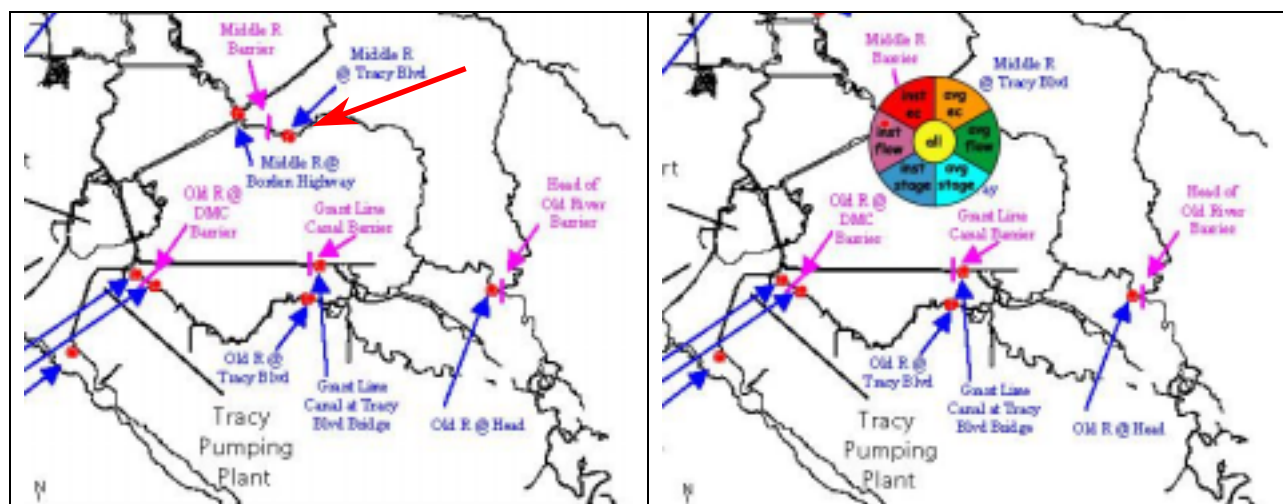 Middle R
Barrier
Middle R
@ Tracy Blvd
Middle R @
Borden Highway
Old R @
DMC
Barrier
Grant Line
Canal Barrier
Head of
Old River
Barrier
Old R @
Tracy Blvd
Grant Line
Canal at Tracy
Blvd Bridge
Old R @ Head
Tracy
Pumping
Plant
N
Middle R
Barrier
Middle R
@ Tracy Blvd
inst
ec
avg
ec
inst
flow
all
avg
flow
inst
stage
avg
stage
way
rt
Old R @
DMC
Barrier
Grant Line
Canal Barrier
Head of
Old River
Barrier
Old R @
Tracy Blvd
Grant Line
Canal at Tracy
Blvd Bridge
Old R @ Head
Tracy
Pumping
Plant
N